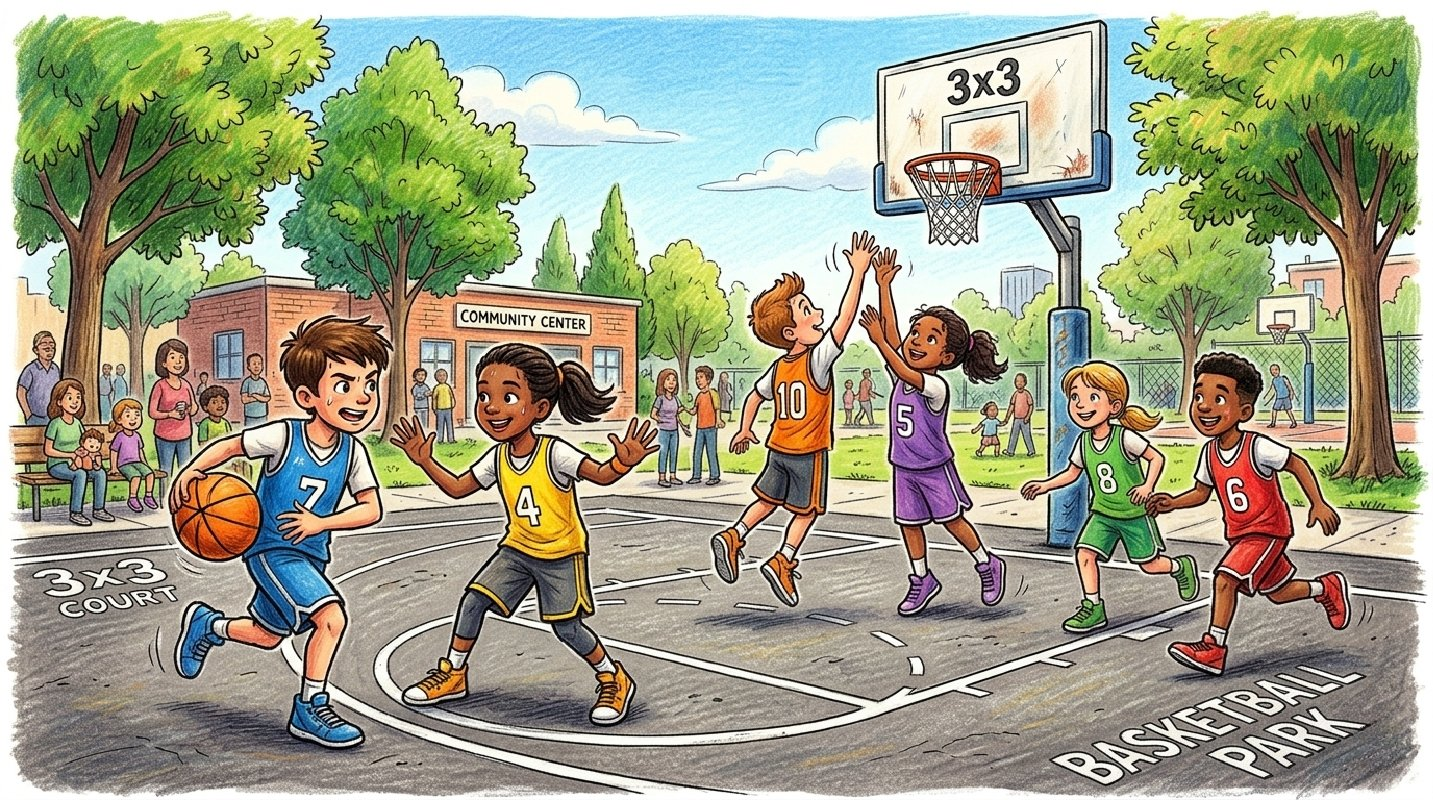 3x3
COMMUNITY CENTER
10
5
8
6
7
4
3x3
COURT
BASKETBALL
PARK